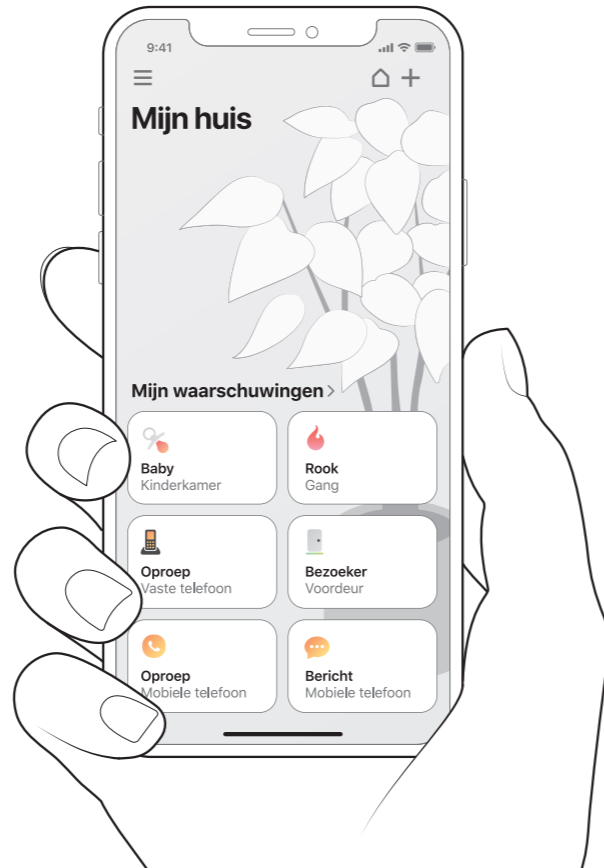 9:41
Mijn huis
Mijn waarschuwingen
Baby
Kinderkamer
Rook
Gang
Oproep
Vaste telefoon
Bezoeker
Voordeur
Oproep
Mobiele telefoon
Bericht
Mobiele telefoon